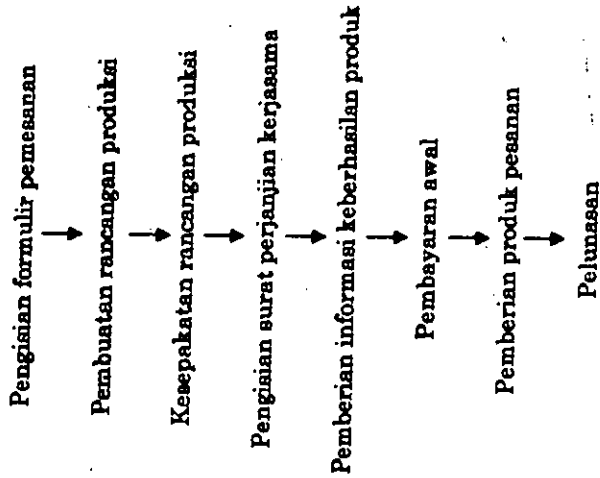 Pengisian formulir pemesanan
Pembuatan rancangan produksi
Kesepakatan rancangan produksi
Pengisian surat perjanjian kerjasama
Pemberian informasi keberhasilan produk
Pembayaran awal
Pemberian produk pesanan
Pelunasan